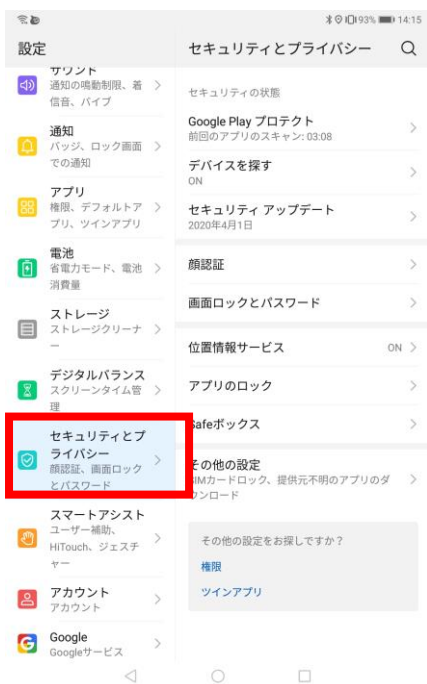 93% 14:15
設定
サウンド
通知の鳴動制限、着
信音、バイブ
通知
バッジ、ロック画面
での通知
アプリ
権限、デフォルトア
プリ、ツインアプリ
電池
省電力モード、電池
消費量
ストレージ
ストレージクリーナ
ー
デジタルバランス
スクリーンタイム管
理
セキュリティとプ
ライバシー
顔認証、画面ロック
とパスワード
スマートアシスト
ユーザー補助、
HiTouch、ジェスチ
ャー
アカウント
アカウント
Google
Googleサービス
セキュリティとプライバシー
セキュリティの状態
Google Play プロテクト
前回のアプリのスキャン: 03:08
デバイスを探す
ON
セキュリティ アップデート
2020年4月1日
顔認証
画面ロックとパスワード
位置情報サービス ON
アプリのロック
Safeボックス
その他の設定
SIMカードロック、提供元不明のアプリのダ
ウンロード
その他の設定をお探しですか？
権限
ツインアプリ